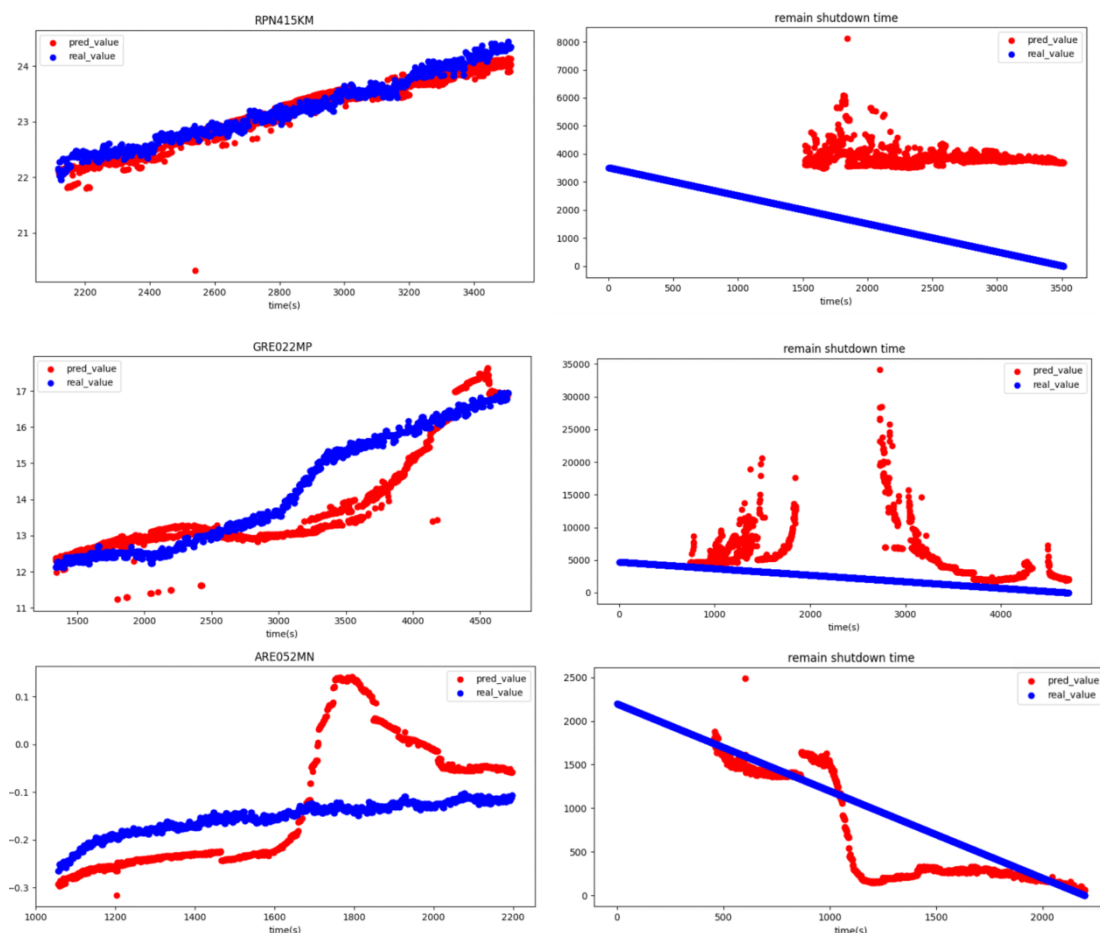 RPN415KM
24
23
22
21
pred_value
real_value
2200 2400 2600 2800 3000 3200 3400
time(s)
remain shutdown time
8000
7000
6000
5000
4000
3000
2000
1000
0
pred_value
real_value
0 500 1000 1500 2000 2500 3000 3500
time(s)
GRE022MP
17
16
15
14
13
12
11
pred_value
real_value
1500 2000 2500 3000 3500 4000 4500
time(s)
remain shutdown time
35000
30000
25000
20000
15000
10000
5000
0
pred_value
real_value
0 1000 2000 3000 4000
time(s)
ARE052MN
0.1
0.0
−0.1
−0.2
−0.3
pred_value
real_value
1000 1200 1400 1600 1800 2000 2200
time(s)
remain shutdown time
2500
2000
1500
1000
500
0
pred_value
real_value
0 500 1000 1500 2000
time(s)